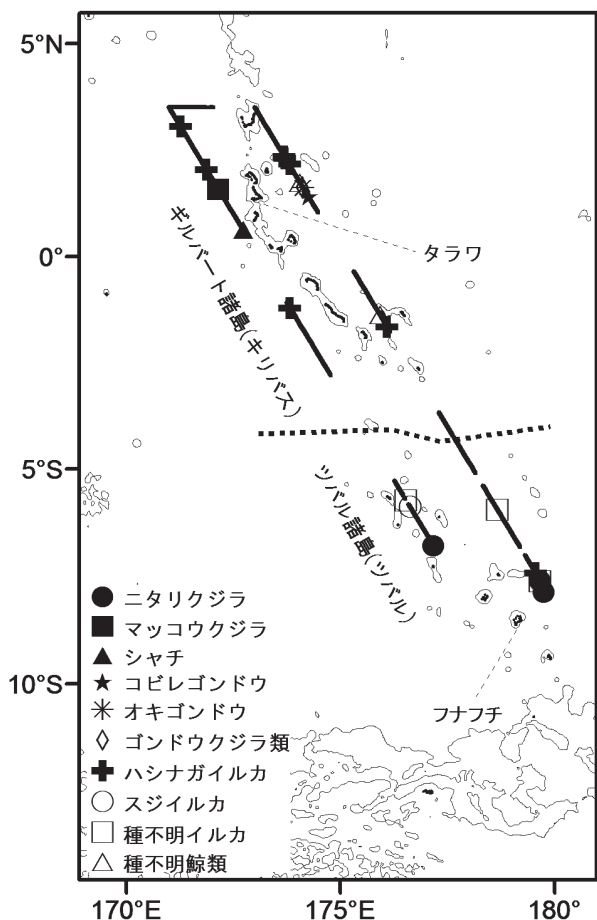 5°N
0°
5°S
10°S
タラワ
ギルバート諸島(キリバス)
ツバル諸島(ツバル)
ニタリクジラ
マッコウクジラ
シャチ
コビレゴンドウ
オキゴンドウ
ゴンドウクジラ類
ハシナガイルカ
スジイルカ
種不明イルカ
種不明鯨類
フナフチ
170°E
175°E
180°